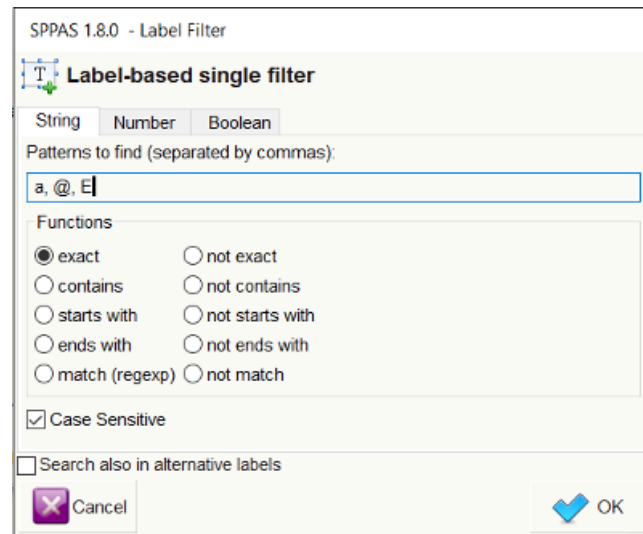 SPPAS 1.8.0 - Label Filter
T Label-based single filter
String Number Boolean
Patterns to find (separated by commas):
a, @, E
Functions
exact not exact
contains not contains
starts with not starts with
ends with not ends with
match (regexp) not match
Case Sensitive
Search also in alternative labels
Cancel OK